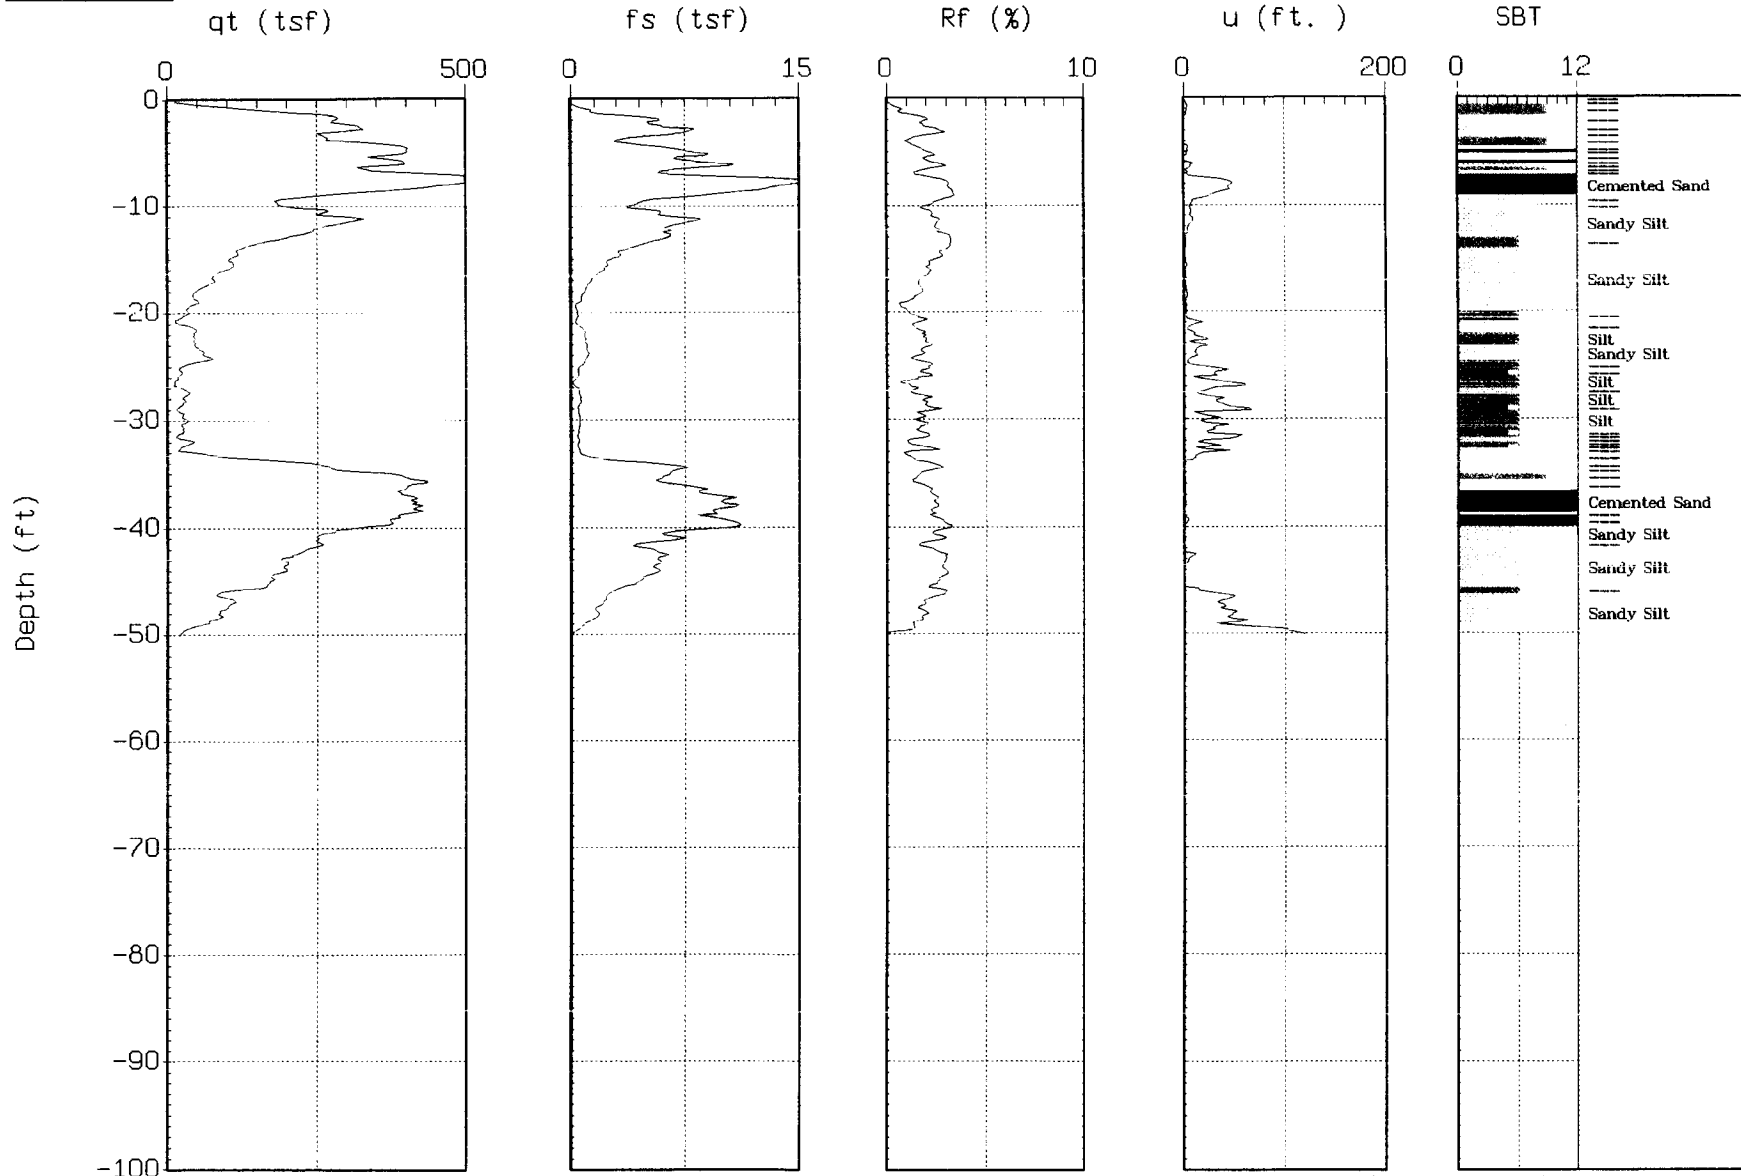 qt (tsf) fs (tsf) Rf (%) u (ft. ) SBT
0 500 0 15 0 10 0 200 0 12
0
-10
-20
-30
-40
-50
-60
-70
-80
-90
-100
Depth (ft)
Cemented Sand
Sandy Silt
Sandy Silt
Silt
Sandy Silt
Silt
Silt
Silt
Cemented Sand
Sandy Silt
Sandy Silt
Sandy Silt